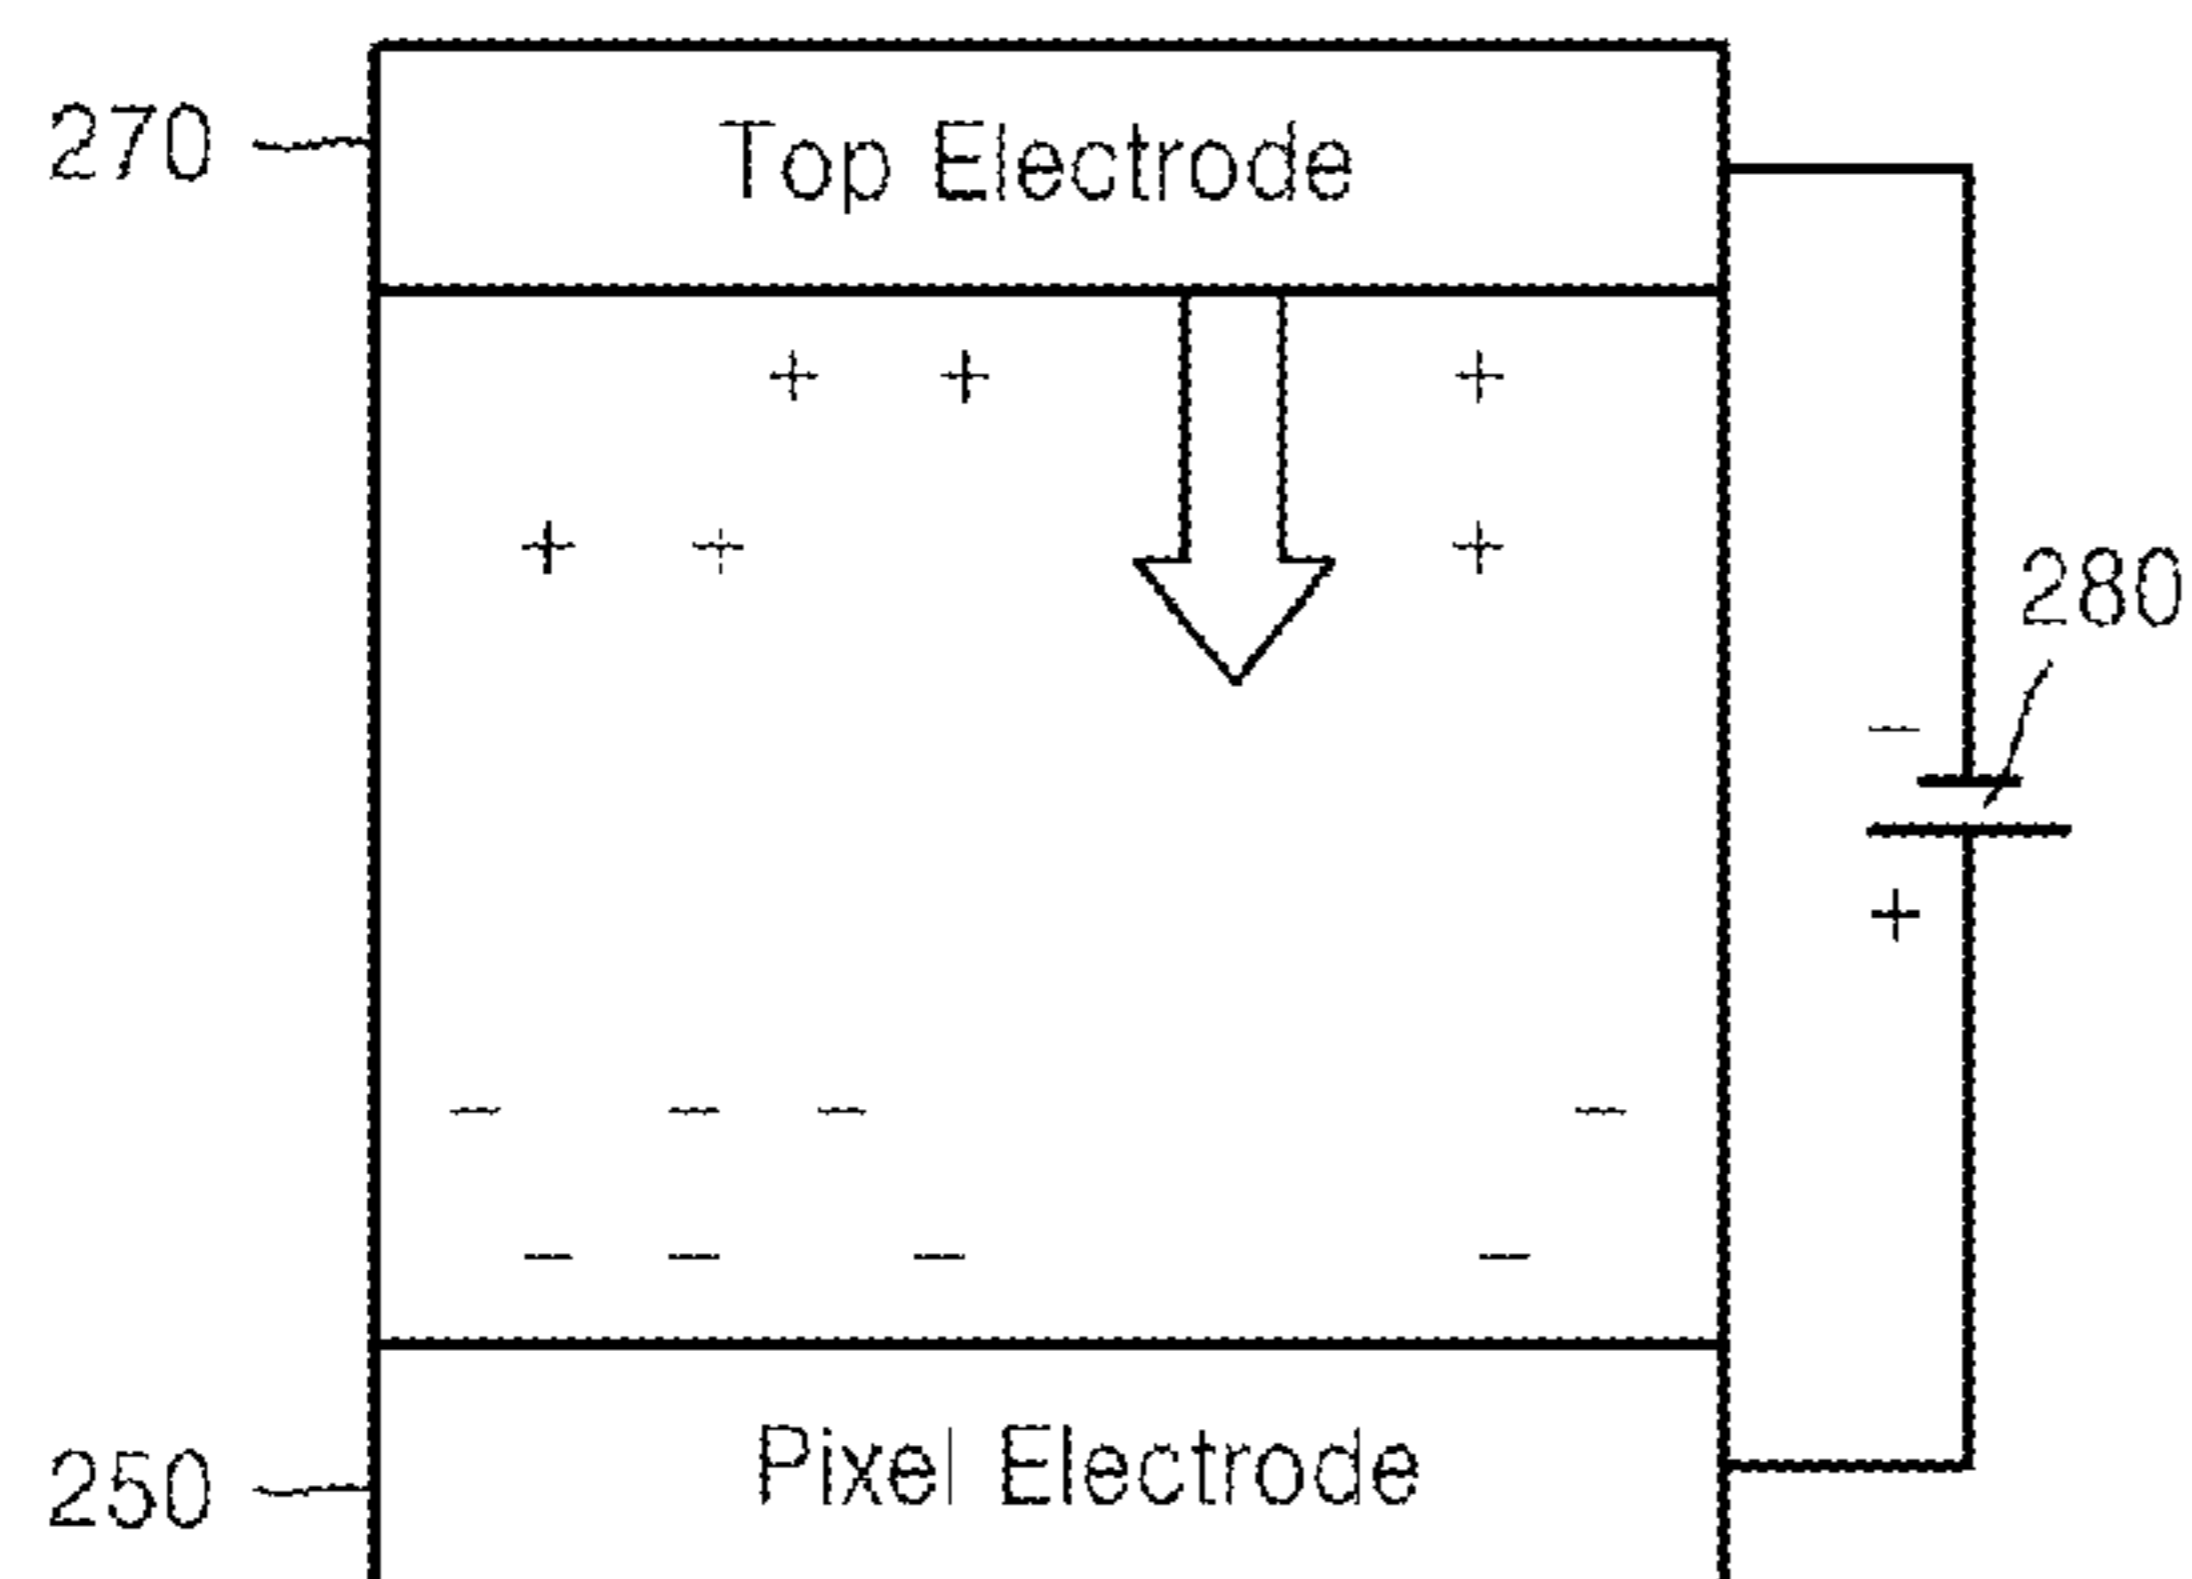 270
Top Electrode
+ + +
+ + +
280
−
+
− − − −
− − − −
250
Pixel Electrode